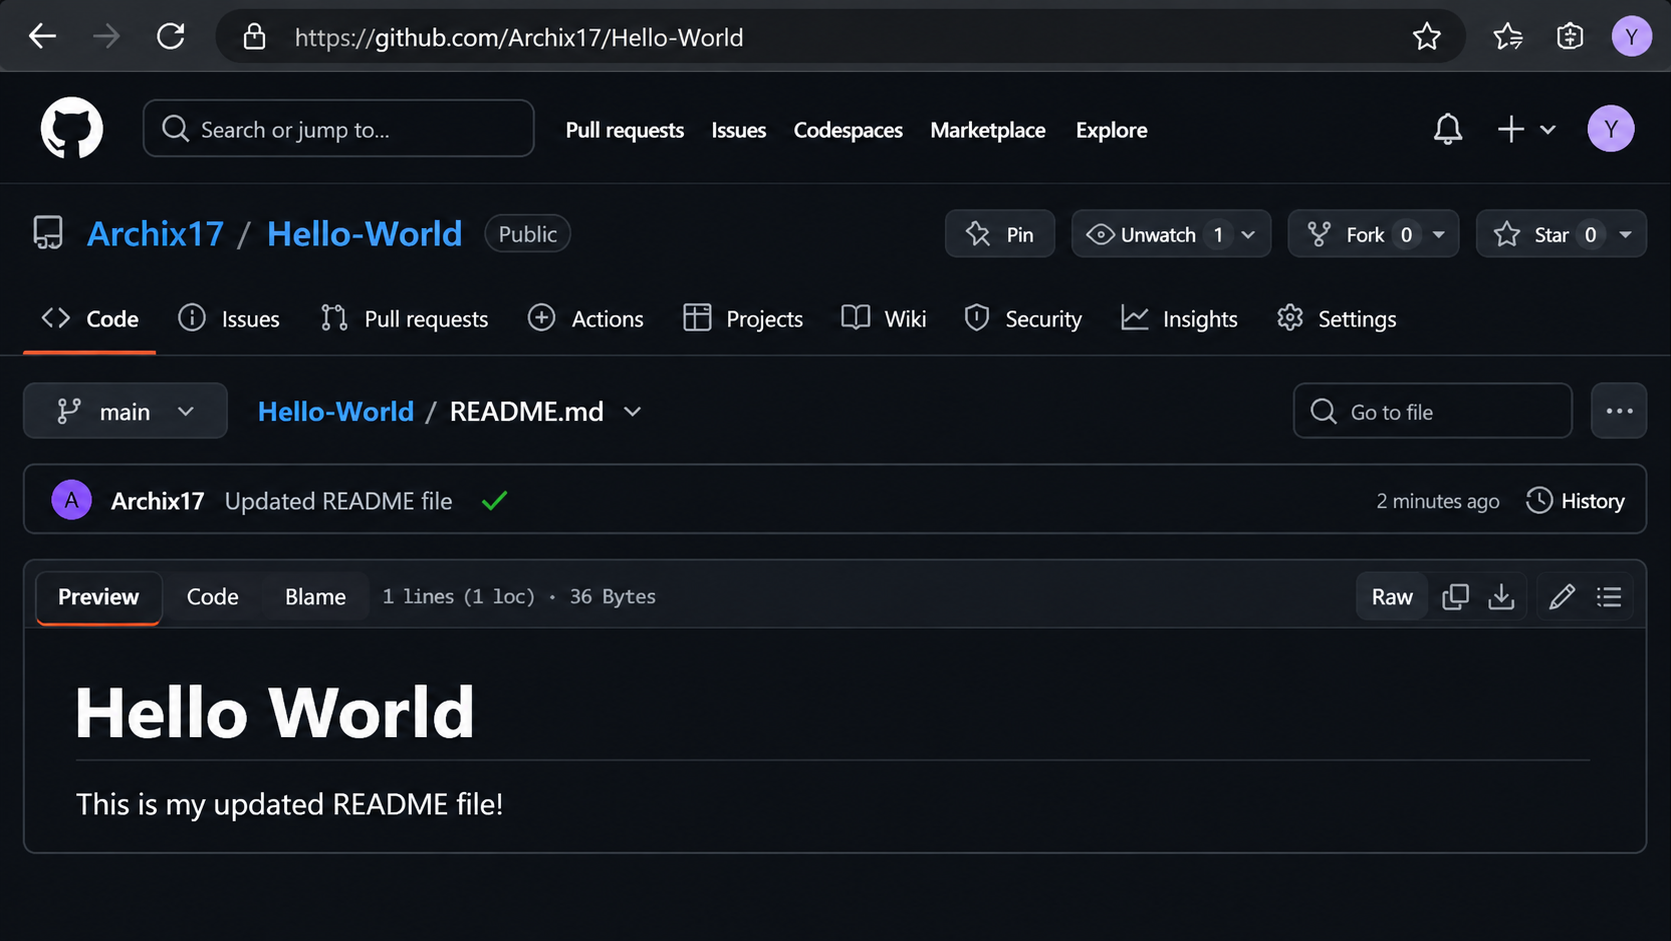 https://github.com/Archix17/Hello-World
Y
Search or jump to...
Pull requests Issues Codespaces Marketplace Explore
Y
Archix17 / Hello-World Public
Pin Unwatch 1 Fork 0 Star 0
Code Issues Pull requests Actions Projects Wiki Security Insights Settings
main Hello-World / README.md Go to file
A Archix17 Updated README file 2 minutes ago History
Preview Code Blame 1 lines (1 loc) · 36 Bytes Raw
Hello World
This is my updated README file!